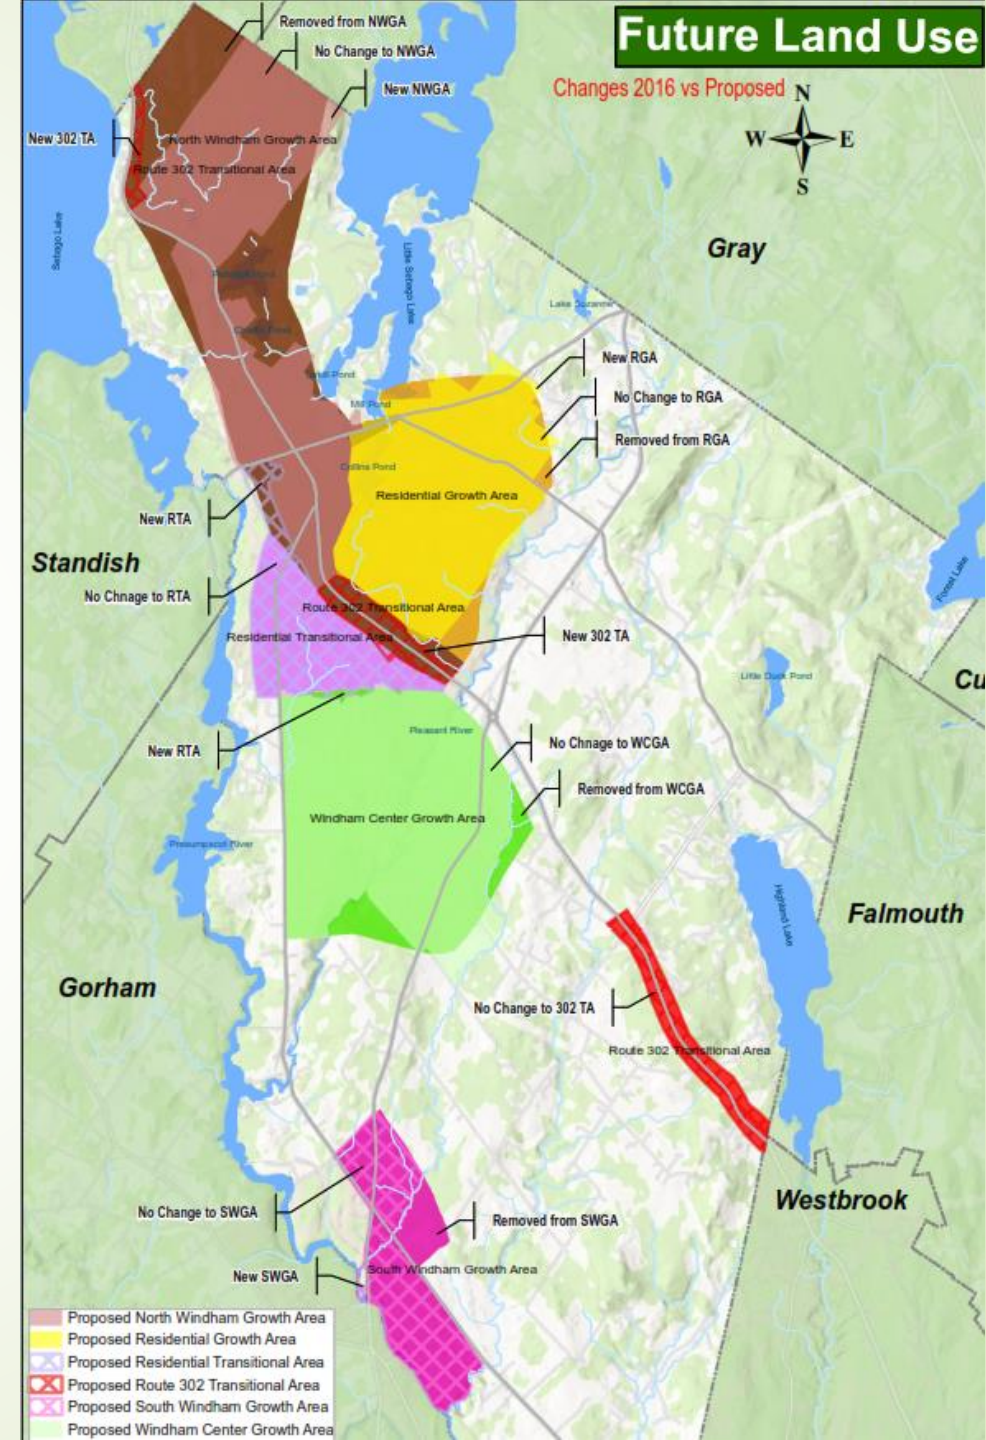 Future Land Use
Changes 2016 vs Proposed
N
W
E
S
Removed from NWGA
No Change to NWGA
New NWGA
New 302 TA
North Windham Growth Area
Route 302 Transitional Area
Sebago Lake
Little Sebago Lake
Gray
New RGA
No Change to RGA
Removed from RGA
Mill Pond
Collins Pond
Residential Growth Area
New RTA
Standish
No Chnage to RTA
Route 302 Transitional Area
Residential Transitional Area
New 302 TA
Forest Lake
Little Duck Pond
Cu
New RTA
Pleasant River
No Chnage to WCGA
Removed from WCGA
Windham Center Growth Area
Presumpscot River
Highland Lake
Falmouth
Gorham
No Change to 302 TA
Route 302 Transitional Area
Westbrook
No Change to SWGA
Removed from SWGA
New SWGA
South Windham Growth Area
Proposed North Windham Growth Area
Proposed Residential Growth Area
Proposed Residential Transitional Area
Proposed Route 302 Transitional Area
Proposed South Windham Growth Area
Proposed Windham Center Growth Area